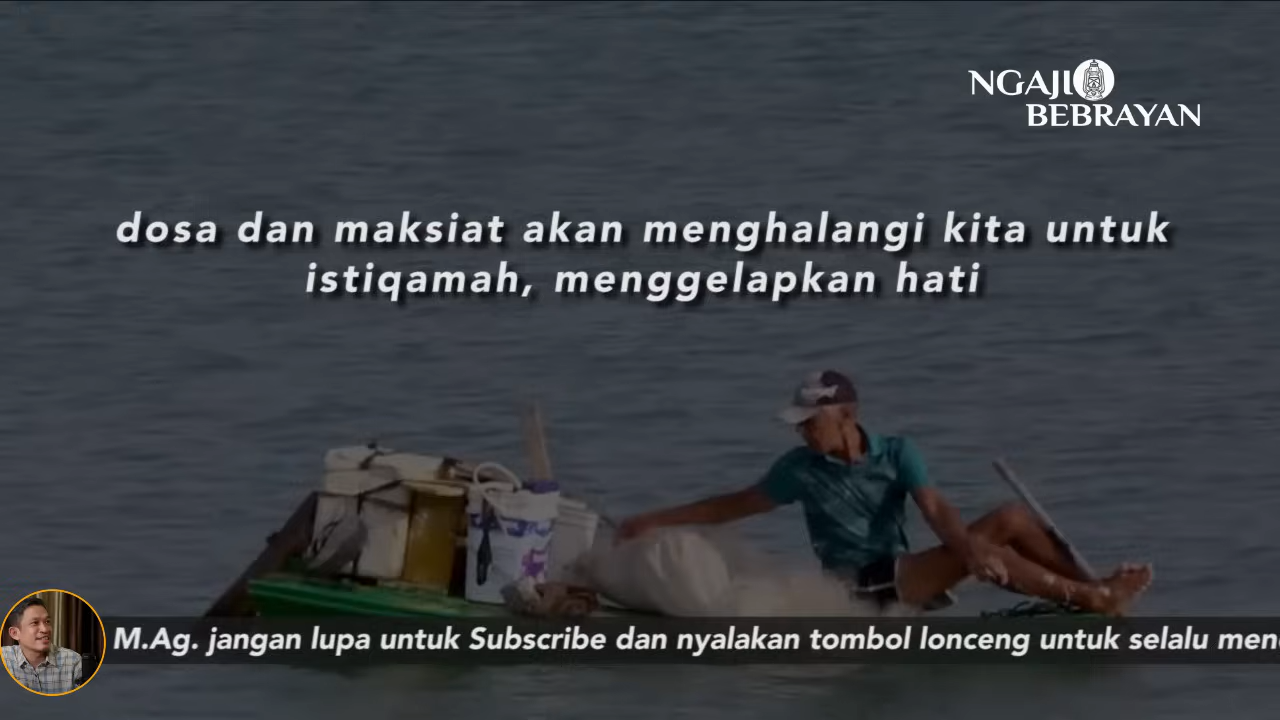 NGAJI
BEBRAYAN
dosa dan maksiat akan menghalangi kita untuk
istiqamah, menggelapkan hati
M.Ag. jangan lupa untuk Subscribe dan nyalakan tombol lonceng untuk selalu